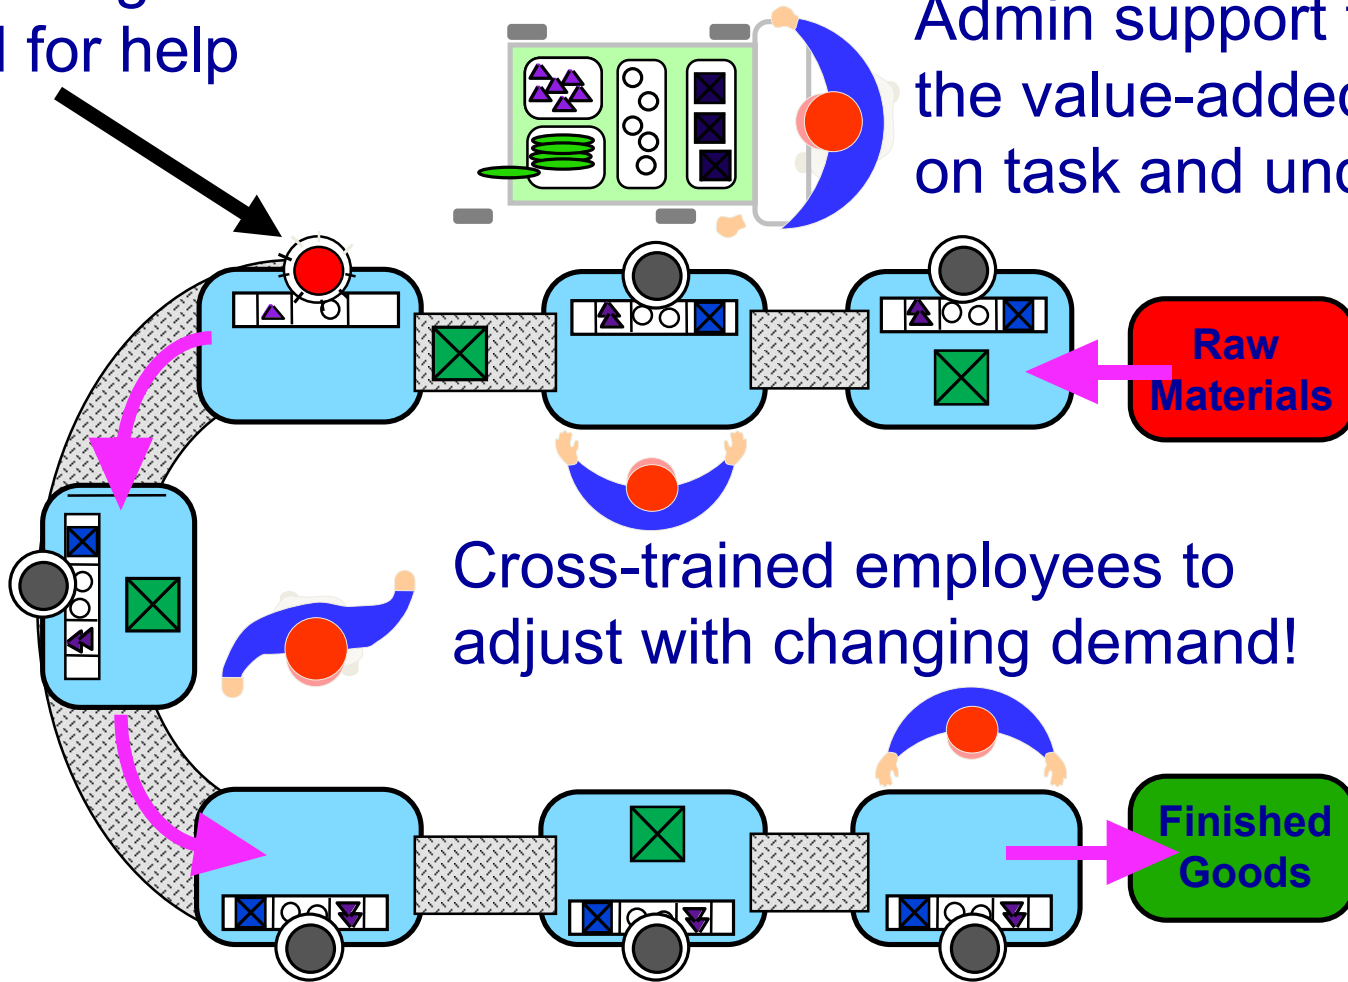 for help
Admin support
the value-added
on task and
Raw
Materials
Cross-trained employees to
adjust with changing demand!
Finished
Goods